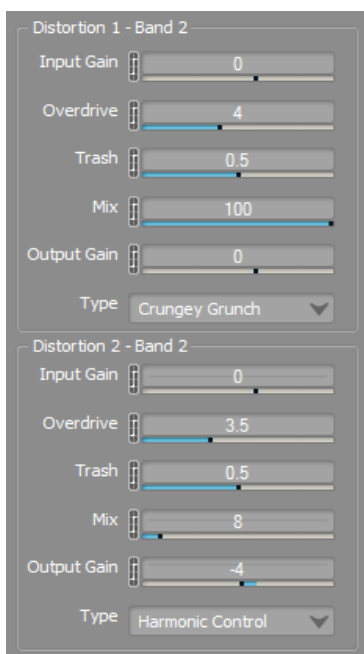 Distortion 1 - Band 2
Input Gain 0
Overdrive 4
Trash 0.5
Mix 100
Output Gain 0
Type Crungey Grunch
Distortion 2 - Band 2
Input Gain 0
Overdrive 3.5
Trash 0.5
Mix 8
Output Gain -4
Type Harmonic Control